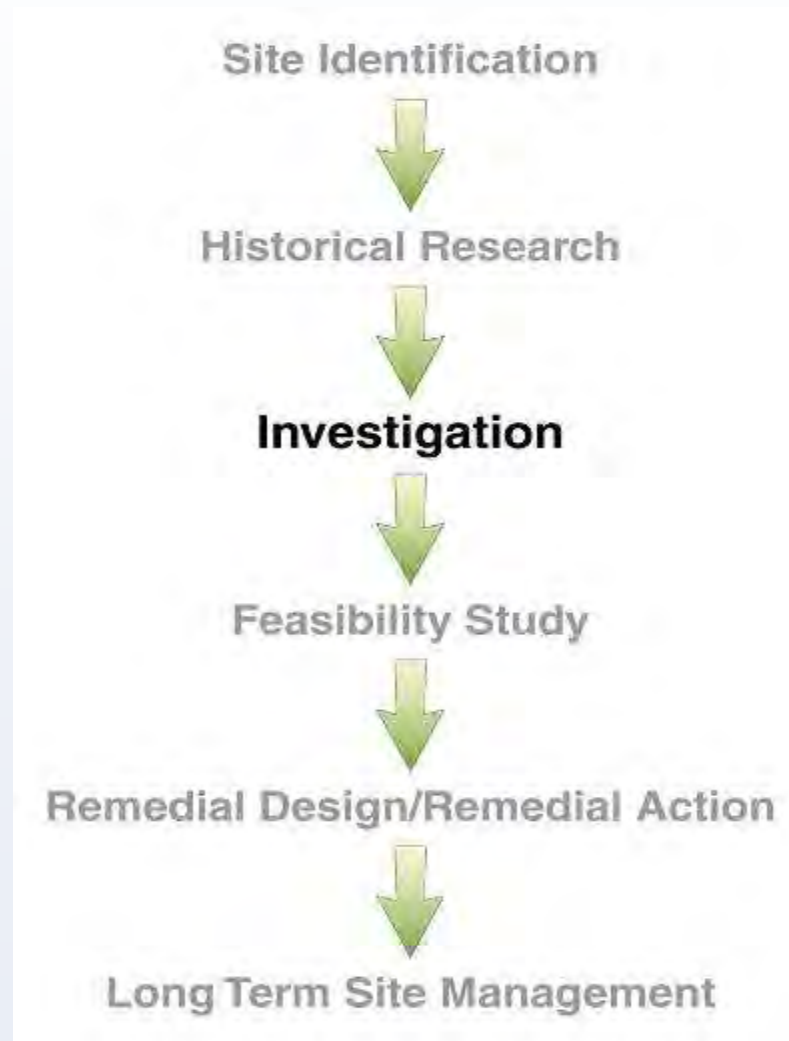 Site Identification
Historical Research
Investigation
Feasibility Study
Remedial Design/Remedial Action
Long Term Site Management